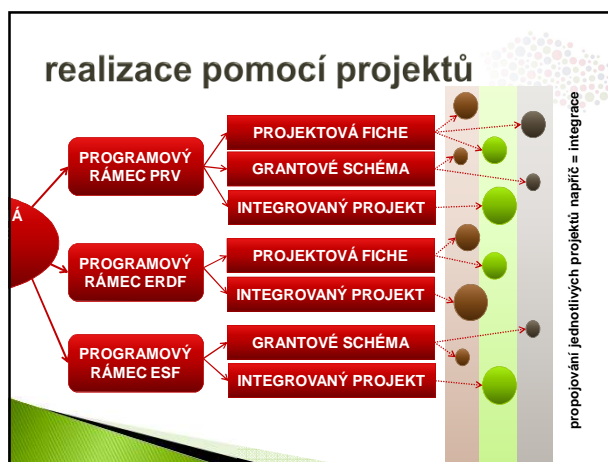 realizace pomocí projektů
Á
PROGRAMOVÝ
RÁMEC PRV
PROJEKTOVÁ FICHE
GRANTOVÉ SCHÉMA
INTEGROVANÝ PROJEKT
PROGRAMOVÝ
RÁMEC ERDF
PROJEKTOVÁ FICHE
INTEGROVANÝ PROJEKT
PROGRAMOVÝ
RÁMEC ESF
GRANTOVÉ SCHÉMA
INTEGROVANÝ PROJEKT
propojování jednotlivých projektů napříč = integrace